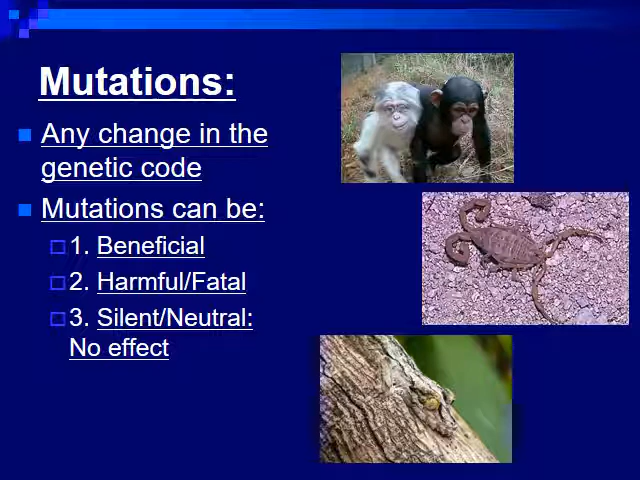 Mutations:
Any change in the
genetic code
Mutations can be:
1. Beneficial
2. Harmful/Fatal
3. Silent/Neutral:
No effect